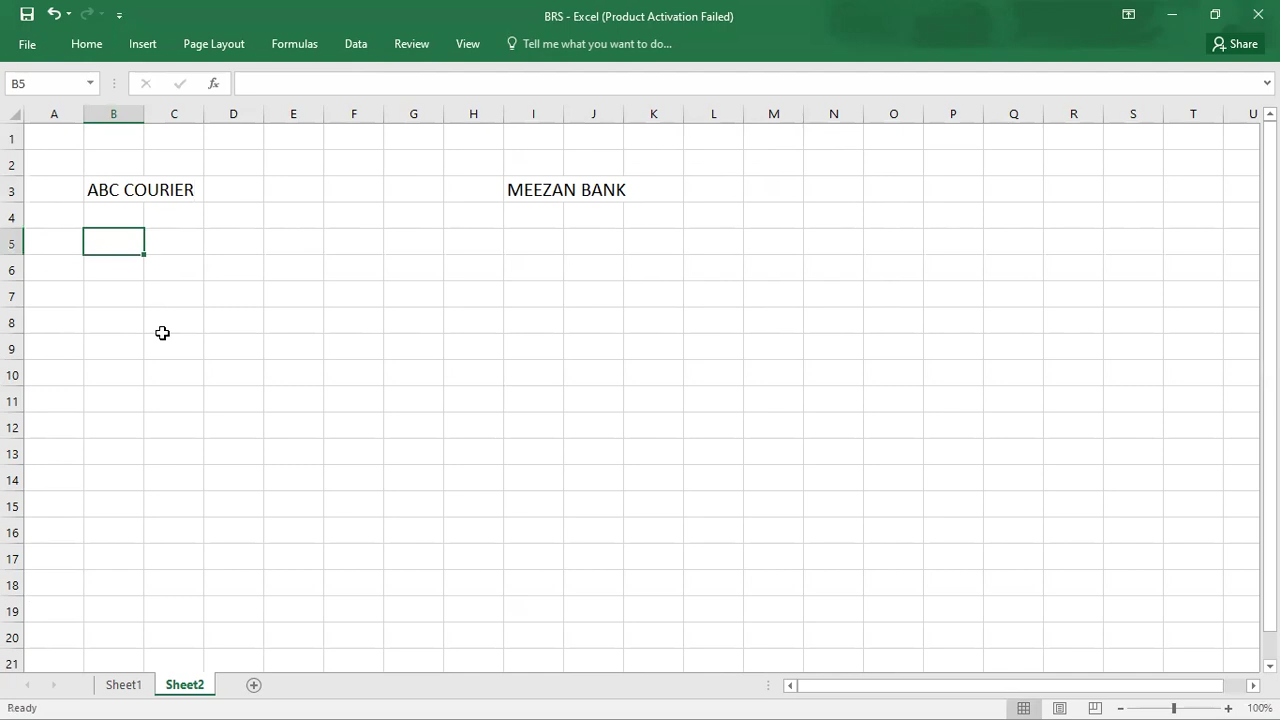 BRS - Excel (Product Activation Failed)
File Home Insert Page Layout Formulas Data Review View Tell me what you want to do... Share
B5 fx
A B C D E F G H I J K L M N O P Q R S T U
1
2
3 ABC COURIER MEEZAN BANK
4
5
6
7
8
9
10
11
12
13
14
15
16
17
18
19
20
21
Sheet1 Sheet2
Ready 100%